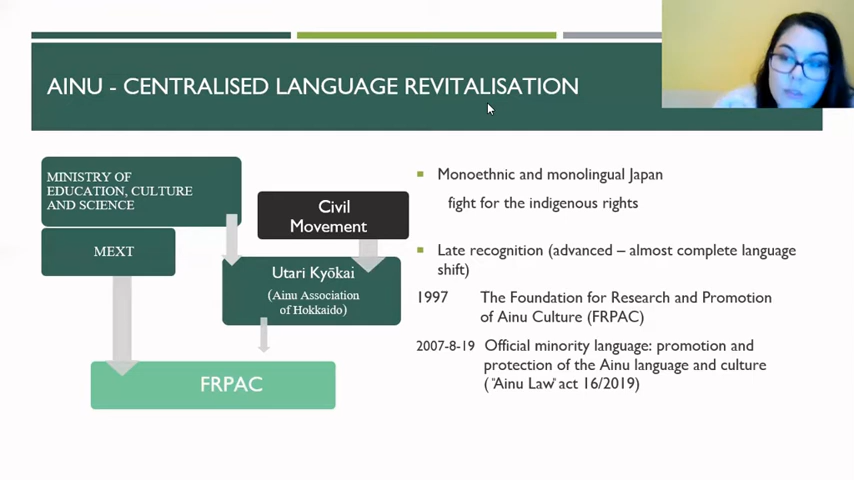 AINU - CENTRALISED LANGUAGE REVITALISATION
MINISTRY OF
EDUCATION, CULTURE
AND SCIENCE
MEXT
Civil
Movement
Utari Kyōkai
(Ainu Association
of Hokkaido)
FRPAC
Monoethnic and monolingual Japan
fight for the indigenous rights
Late recognition (advanced – almost complete language
shift)
1997 The Foundation for Research and Promotion
of Ainu Culture (FRPAC)
2007-8-19 Official minority language: promotion and
protection of the Ainu language and culture
("Ainu Law" act 16/2019)